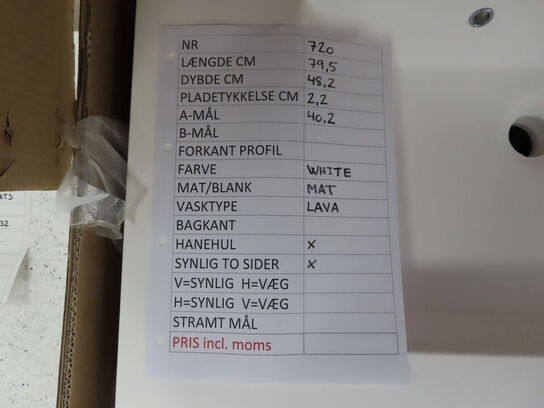 NR 720
LÆNGDE CM 79,5
DYBDE CM 48,2
PLADETYKKELSE CM 2,2
A-MÅL 40,2
B-MÅL
FORKANT PROFIL
FARVE WHITE
MAT/BLANK MAT
VASKTYPE LAVA
BAGKANT
HANEHUL X
SYNLIG TO SIDER X
V=SYNLIG H=VÆG
H=SYNLIG V=VÆG
STRAMT MÅL
PRIS incl. moms